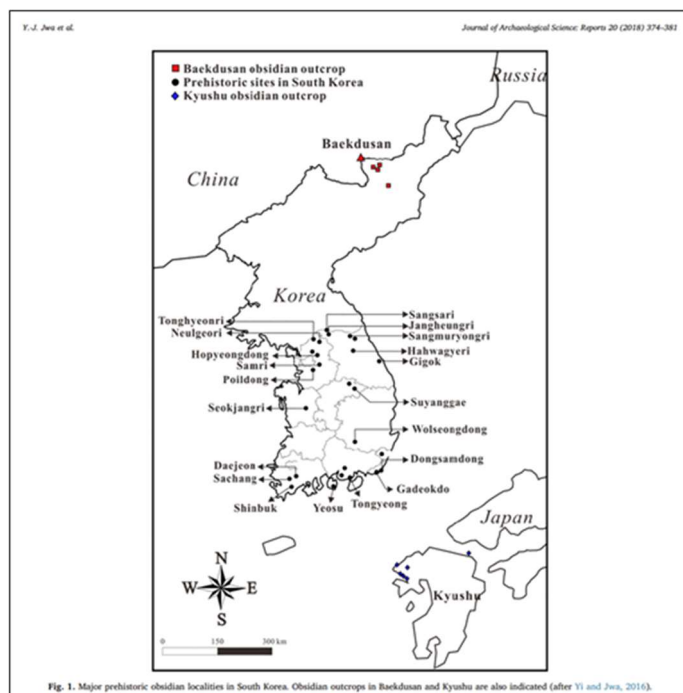 Y.-J. Jwa et al.
Journal of Archaeological Science: Reports 20 (2018) 374–381
Baekdusan obsidian outcrop
Prehistoric sites in South Korea
Kyushu obsidian outcrop
Russia
Baekdusan
China
Korea
Tonghyeonri
Neulgeori
Hopyeongdong
Samri
Poildong
Seokjangri
Daejeon
Sachang
Shinbuk
Yeosu
Tongyeong
Sangsari
Jangheungri
Sangmuryongri
Hahwagyeri
Gigok
Suyanggae
Wolseongdong
Dongsamdong
Gadeokdo
Japan
Kyushu
N
W E
S
0 150 300 km
Fig. 1. Major prehistoric obsidian localities in South Korea. Obsidian outcrops in Baekdusan and Kyushu are also indicated (after Yi and Jwa, 2016).